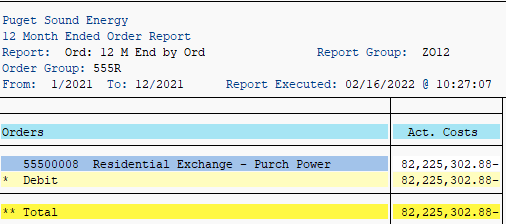 Puget Sound Energy
12 Month Ended Order Report
Report: Ord: 12 M End by Ord Report Group: ZO12
Order Group: 555R
From: 1/2021 To: 12/2021 Report Executed: 02/16/2022 @ 10:27:07
Orders Act. Costs
55500008 Residential Exchange - Purch Power 82,225,302.88-
* Debit 82,225,302.88-
** Total 82,225,302.88-